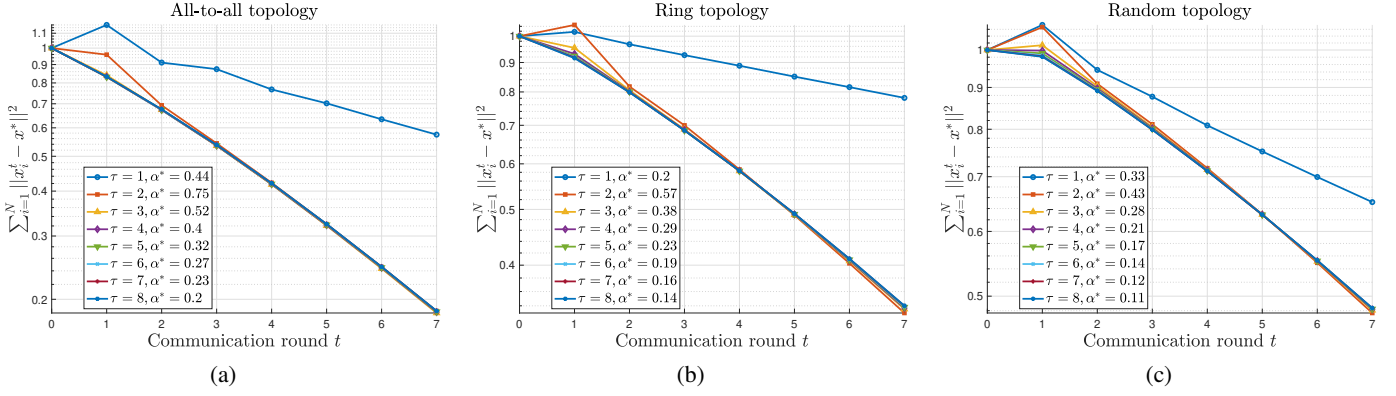 All-to-all topology
1.1
1
0.9
0.8
0.7
0.6
0.5
0.4
0.3
0.2
∑_{i=1}^{N} ||x_i^t − x^*||^2
τ = 1, α* = 0.44
τ = 2, α* = 0.75
τ = 3, α* = 0.52
τ = 4, α* = 0.4
τ = 5, α* = 0.32
τ = 6, α* = 0.27
τ = 7, α* = 0.23
τ = 8, α* = 0.2
0 1 2 3 4 5 6 7
Communication round t
(a)
Ring topology
1
0.9
0.8
0.7
0.6
0.5
0.4
∑_{i=1}^{N} ||x_i^t − x^*||^2
τ = 1, α* = 0.2
τ = 2, α* = 0.57
τ = 3, α* = 0.38
τ = 4, α* = 0.29
τ = 5, α* = 0.23
τ = 6, α* = 0.19
τ = 7, α* = 0.16
τ = 8, α* = 0.14
0 1 2 3 4 5 6 7
Communication round t
(b)
Random topology
1
0.9
0.8
0.7
0.6
0.5
∑_{i=1}^{N} ||x_i^t − x^*||^2
τ = 1, α* = 0.33
τ = 2, α* = 0.43
τ = 3, α* = 0.28
τ = 4, α* = 0.21
τ = 5, α* = 0.17
τ = 6, α* = 0.14
τ = 7, α* = 0.12
τ = 8, α* = 0.11
0 1 2 3 4 5 6 7
Communication round t
(c)